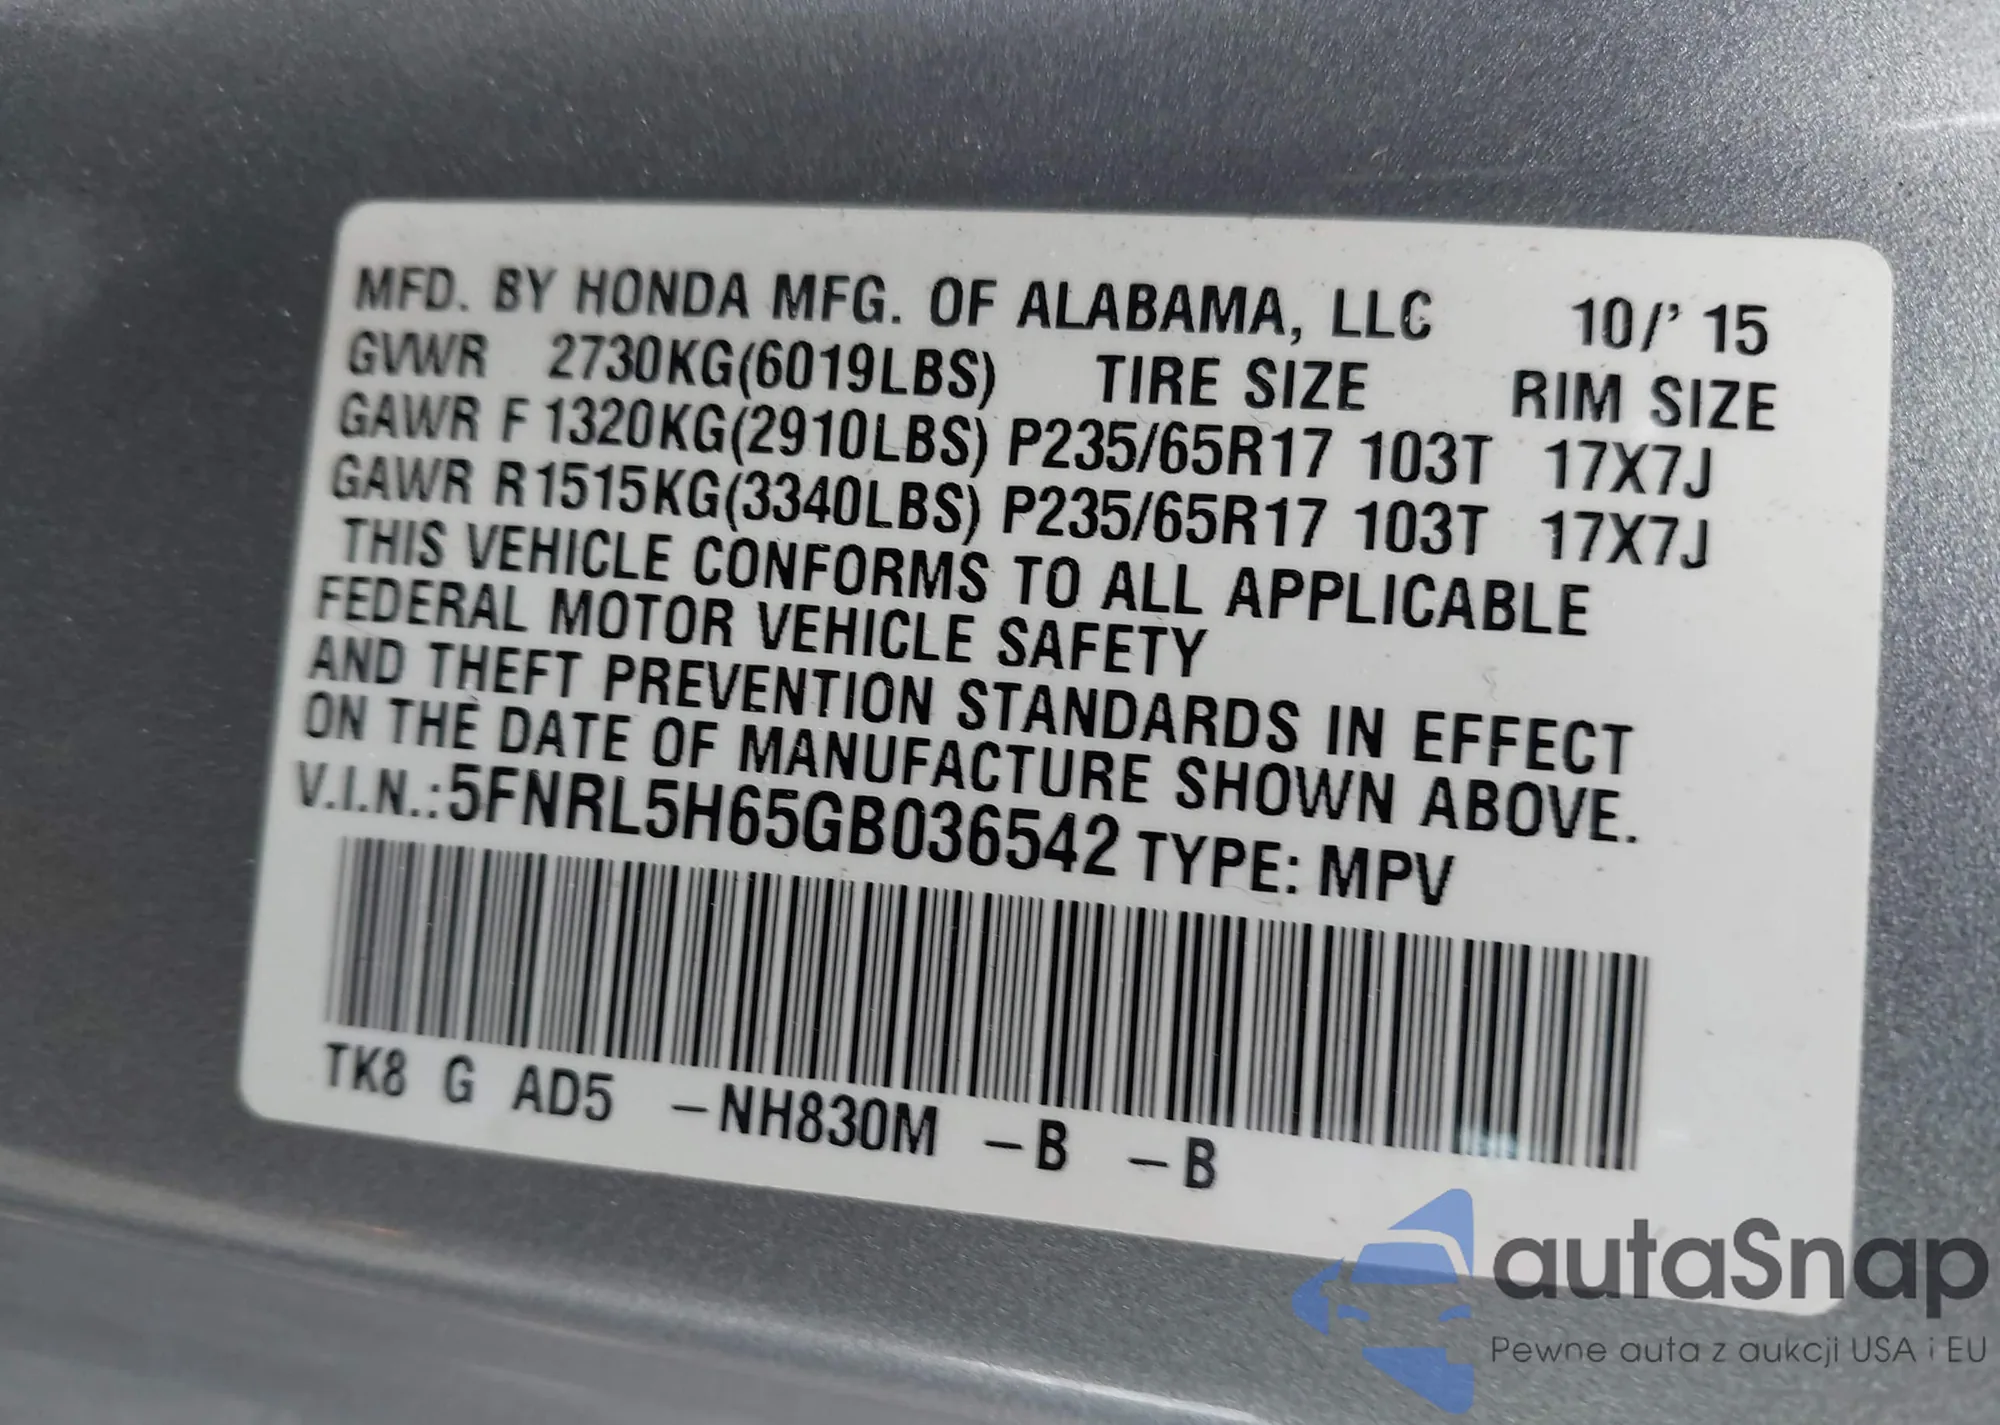 MFD. BY HONDA MFG. OF ALABAMA, LLC 10/' 15
GVWR 2730KG(6019LBS) TIRE SIZE RIM SIZE
GAWR F 1320KG(2910LBS) P235/65R17 103T 17X7J
GAWR R1515KG(3340LBS) P235/65R17 103T 17X7J
THIS VEHICLE CONFORMS TO ALL APPLICABLE
FEDERAL MOTOR VEHICLE SAFETY
AND THEFT PREVENTION STANDARDS IN EFFECT
ON THE DATE OF MANUFACTURE SHOWN ABOVE.
V.I.N.:5FNRL5H65GB036542 TYPE: MPV
TK8 G AD5 –NH830M –B –B
autaSnap
Pewne auta z aukcji USA i EU